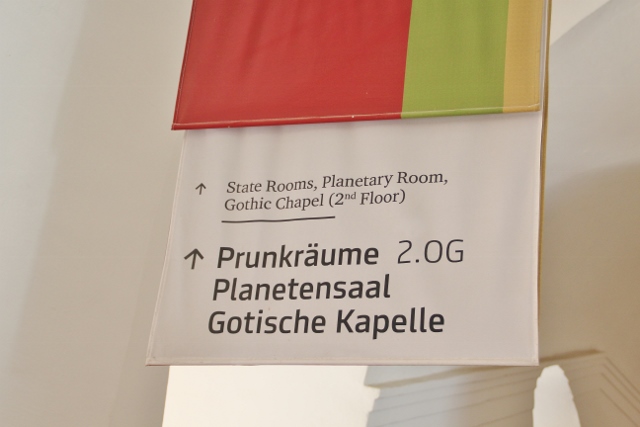 ↑ State Rooms, Planetary Room,
Gothic Chapel (2nd Floor)
↑ Prunkräume 2.OG
Planetensaal
Gotische Kapelle